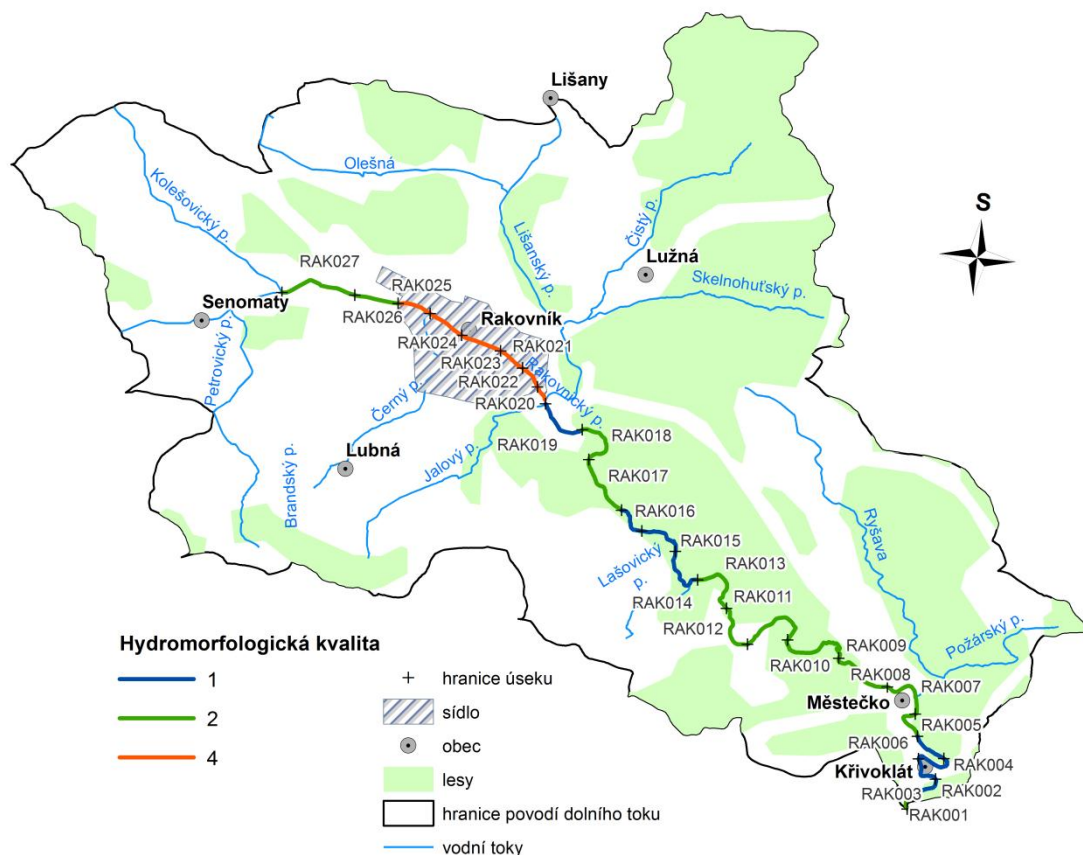 Lišany
Olešná
Kolešovický p.
Lišanský p.
Čistý p.
S
RAK027
Lužná
RAK025
Skelnohuťský p.
Senomaty
RAK026
Rakovník
RAK024
RAK021
RAK023
Petrovický p.
RAK022
Rakovnický p.
Černý p.
RAK020
RAK018
RAK019
Lubná
Jalový p.
RAK017
Brandský p.
RAK016
Ryšava
RAK015
Lašovický
p.
RAK013
RAK014
RAK011
RAK012
Požárský p.
RAK009
RAK010
RAK008
RAK007
Městečko
RAK005
RAK006
RAK004
Křivoklát
RAK003
RAK002
RAK001
Hydromorfologická kvalita
1
2
4
hranice úseku
sídlo
obec
lesy
hranice povodí dolního toku
vodní toky